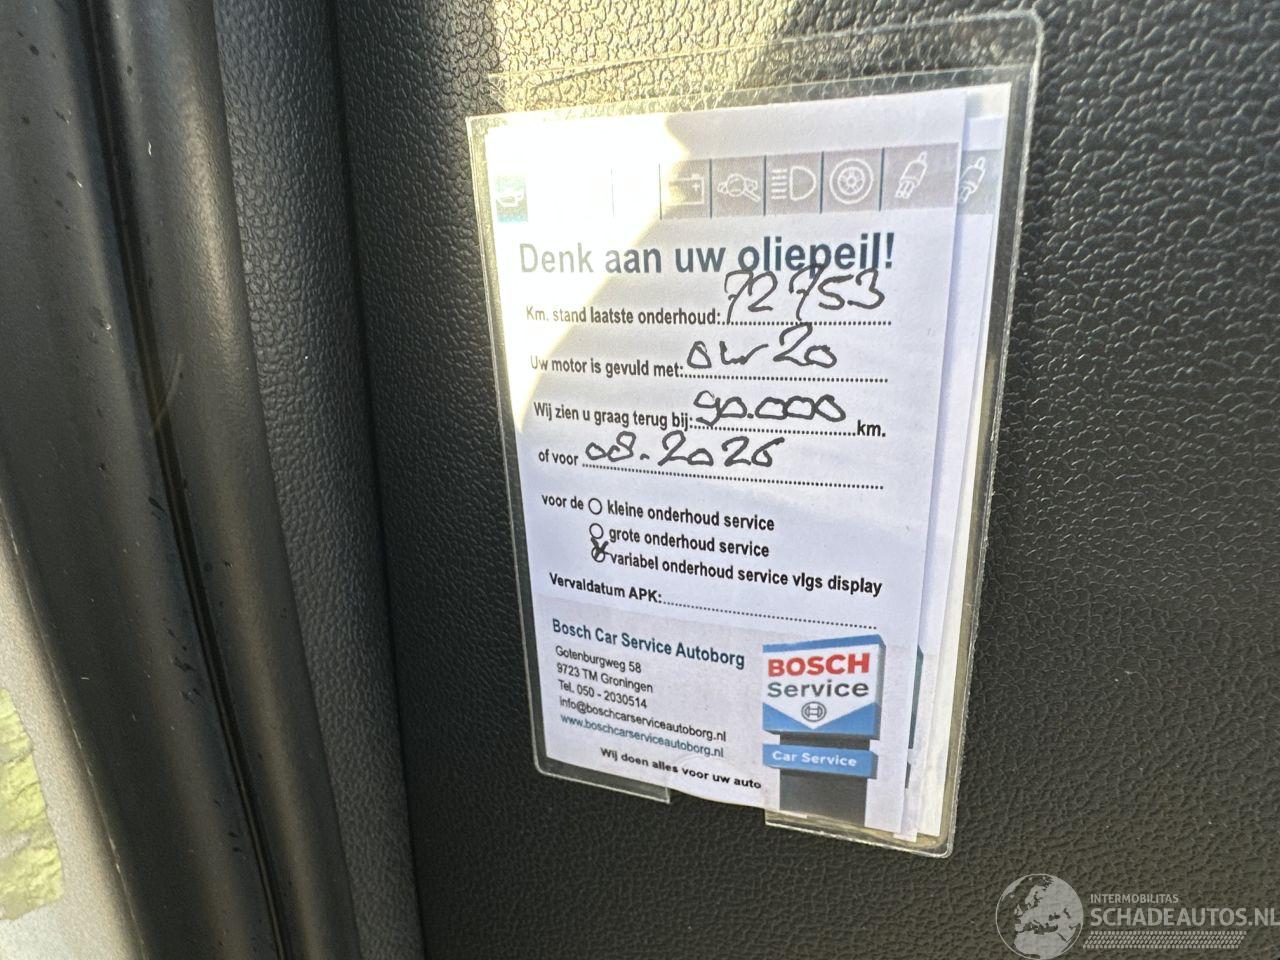 Denk aan uw oliepeil!
Km. stand laatste onderhoud: 72753
Uw motor is gevuld met: 0w20
Wij zien u graag terug bij: 90.000 km.
of voor 08.2026
voor de kleine onderhoud service
grote onderhoud service
variabel onderhoud service vlgs display
Vervaldatum APK:
Bosch Car Service Autoborg
Gotenburgweg 58
9723 TM Groningen
Tel. 050 - 2030514
info@boschcarserviceautoborg.nl
www.boschcarserviceautoborg.nl
Wij doen alles voor uw auto
BOSCH
Service
Car Service
INTERMOBILITAS
SCHADEAUTOS.NL